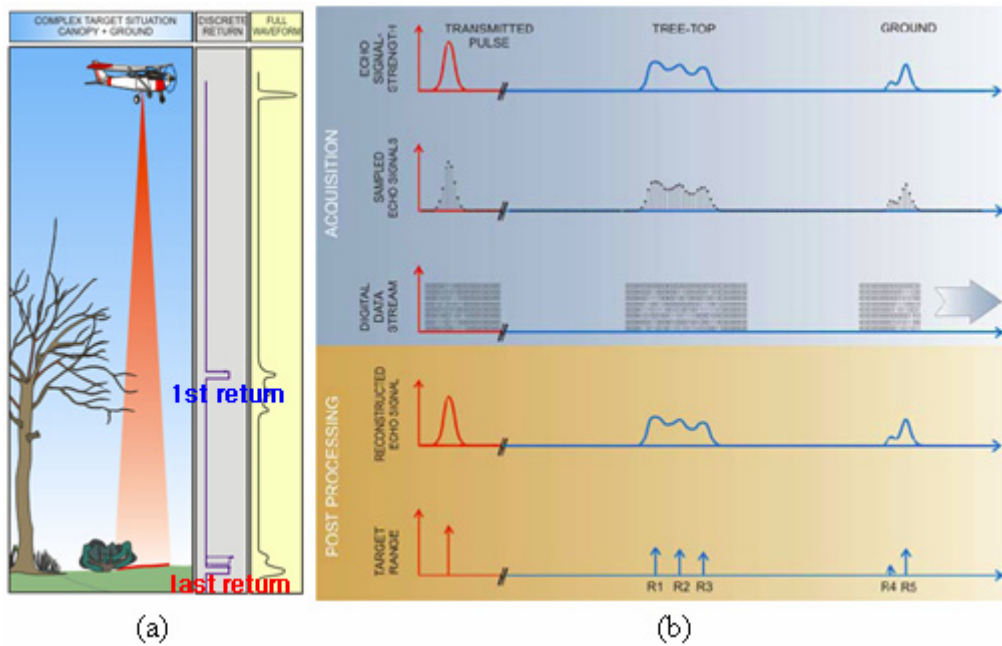 COMPLEX TARGET SITUATION
CANOPY + GROUND
DISCRETE
RETURN
FULL
WAVEFORM
1st return
last return
(a)
ACQUISITION
ECHO
SIGNAL-
STRENGTH
TRANSMITTED
PULSE
TREE-TOP
GROUND
SAMPLED
ECHO SIGNALS
DIGITAL DATA
STREAM
POST PROCESSING
RECONSTRUCTED
ECHO SIGNAL
TARGET
RANGE
R1 R2 R3 R4 R5
(b)